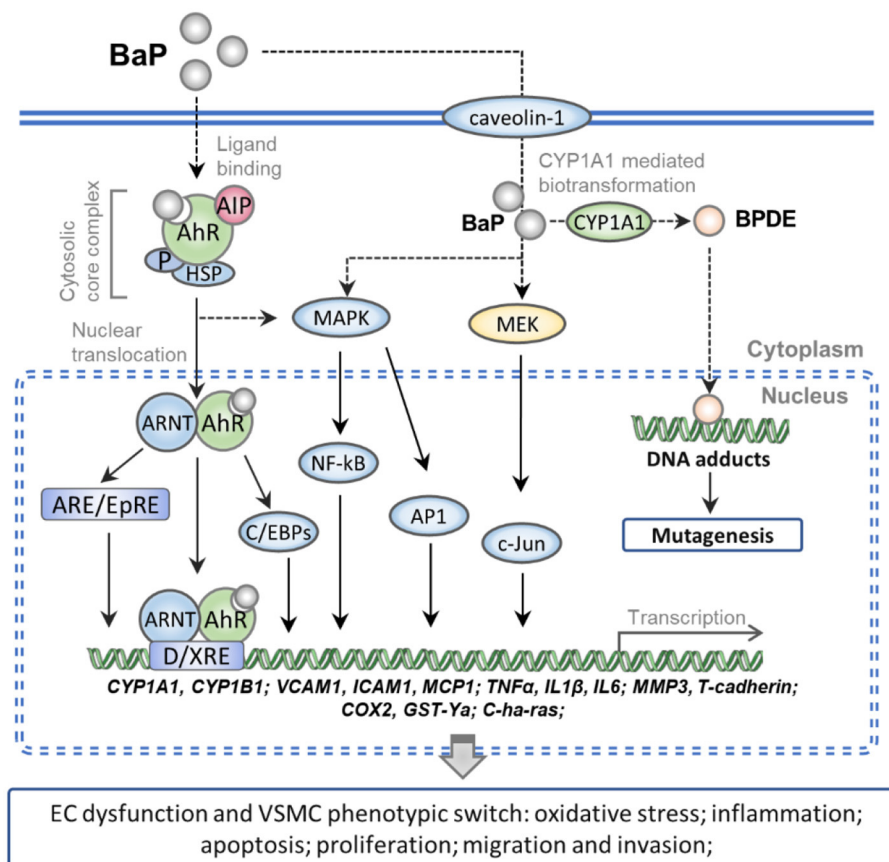 BaP
caveolin-1
Ligand
binding
CYP1A1 mediated
biotransformation
Cytosolic
core complex
AIP
AhR
P
HSP
BaP
CYP1A1
BPDE
Nuclear
translocation
MAPK
MEK
Cytoplasm
Nucleus
ARNT
AhR
NF-kB
DNA adducts
ARE/EpRE
C/EBPs
AP1
c-Jun
Mutagenesis
ARNT
AhR
D/XRE
Transcription
CYP1A1, CYP1B1; VCAM1, ICAM1, MCP1; TNFα, IL1β, IL6; MMP3, T-cadherin;
COX2, GST-Ya; C-ha-ras;
EC dysfunction and VSMC phenotypic switch: oxidative stress; inflammation;
apoptosis; proliferation; migration and invasion;